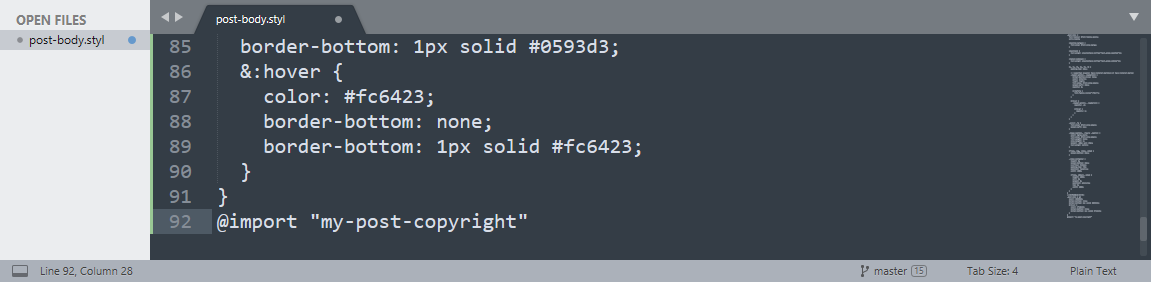 OPEN FILES
post-body.styl
post-body.styl
85 border-bottom: 1px solid #0593d3;
86 &:hover {
87 color: #fc6423;
88 border-bottom: none;
89 border-bottom: 1px solid #fc6423;
90 }
91 }
92 @import "my-post-copyright"
Line 92, Column 28
master 15
Tab Size: 4
Plain Text